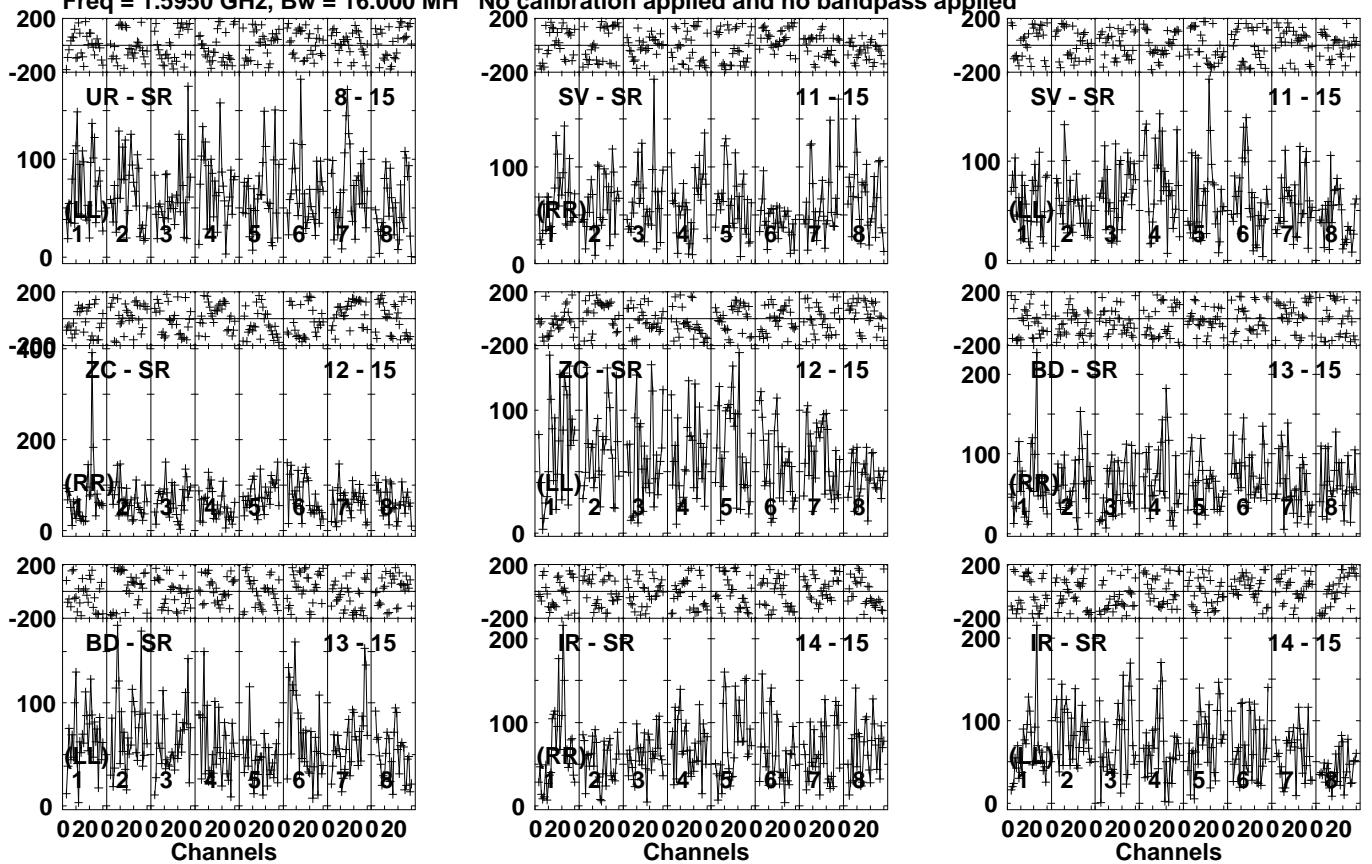 Freq = 1.5950 GHz, Bw = 16.000 MH No calibration applied and no bandpass applied
200 200 200
-200 -200 -200
UR - SR 8 - 15 SV - SR 11 - 15 SV - SR 11 - 15
100 100 100
(LL) (RR) (LL)
1 2 3 4 5 6 7 8 1 2 3 4 5 6 7 8 1 2 3 4 5 6 7 8
0 0 0
200 200 200
-200 -200 -200
400
ZC - SR 12 - 15 ZC - SR 12 - 15 BD - SR 13 - 15
200 100 200
100
(RR) (LL) (RR)
1 2 3 4 5 6 7 8 1 2 3 4 5 6 7 8 1 2 3 4 5 6 7 8
0 0 0
200 200 200
-200 -200 -200
BD - SR 13 - 15 IR - SR 14 - 15 IR - SR 14 - 15
200 200
100 100 100
(LL) (RR) (LL)
1 2 3 4 5 6 7 8 1 2 3 4 5 6 7 8 1 2 3 4 5 6 7 8
0 0 0
0 20 0 20 0 20 0 20 0 20 0 20 0 20 0 20 0 20 0 20 0 20 0 20 0 20 0 20 0 20 0 20 0 20 0 20 0 20 0 20 0 20 0 20 0 20 0 20
Channels Channels Channels